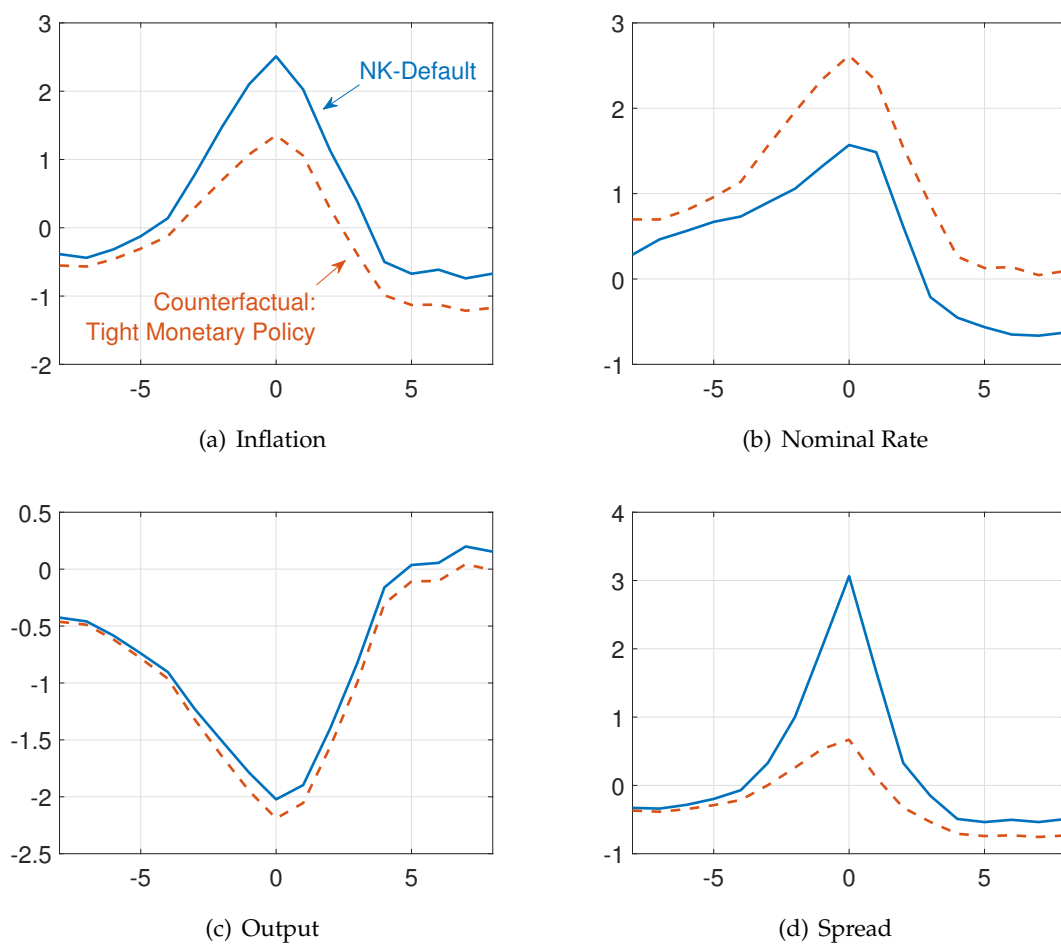 3
2
1
0
-1
-2
-5 0 5
NK-Default
Counterfactual:
Tight Monetary Policy
(a) Inflation
3
2
1
0
-1
-5 0 5
(b) Nominal Rate
0.5
0
-0.5
-1
-1.5
-2
-2.5
-5 0 5
(c) Output
4
3
2
1
0
-1
-5 0 5
(d) Spread